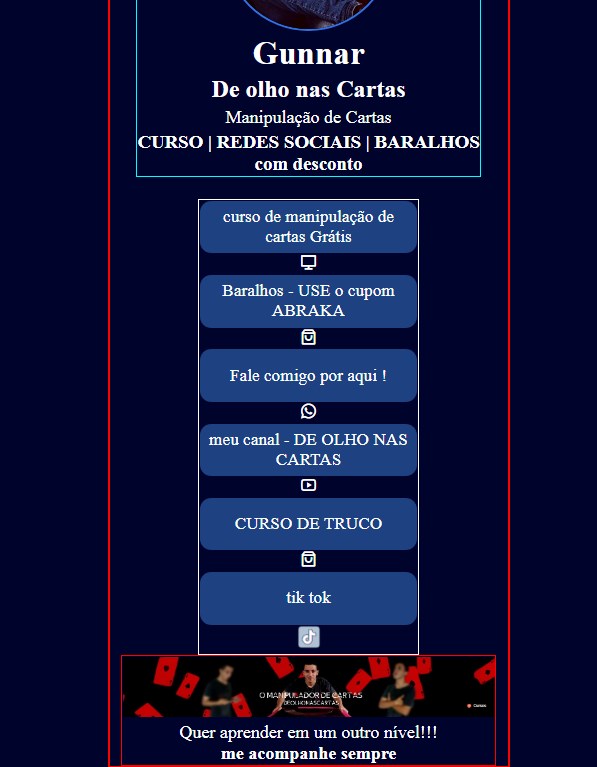 Gunnar
De olho nas Cartas
Manipulação de Cartas
CURSO | REDES SOCIAIS | BARALHOS
com desconto
curso de manipulação de
cartas Grátis
Baralhos - USE o cupom
ABRAKA
Fale comigo por aqui !
meu canal - DE OLHO NAS
CARTAS
CURSO DE TRUCO
tik tok
O MANIPULADOR DE CARTAS
DEOLHONASCARTAS
Cursos
Quer aprender em um outro nível!!!
me acompanhe sempre